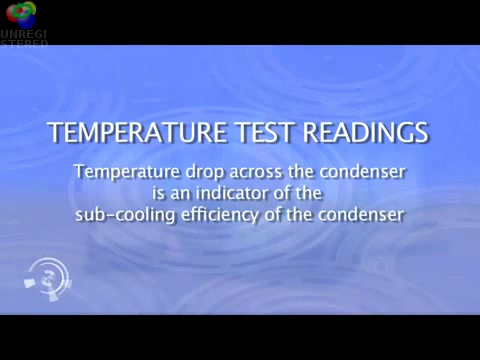 UNREGI
STERED
TEMPERATURE TEST READINGS
Temperature drop across the condenser
is an indicator of the
sub-cooling efficiency of the condenser